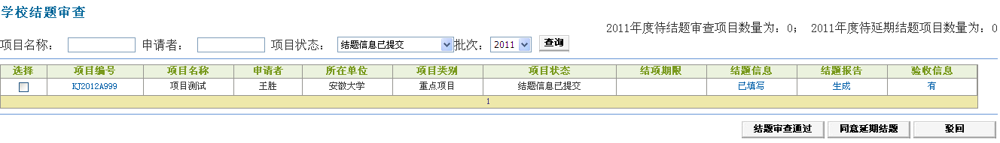 学校结题审查
2011年度待结题审查项目数量为：0； 2011年度待延期结题项目数量为：0
项目名称： 申请者： 项目状态： 结题信息已提交 批次： 2011 查询
选择 项目编号 项目名称 申请者 所在单位 项目类别 项目状态 结项期限 结题信息 结题报告 验收信息
KJ2012A999 项目测试 王胜 安徽大学 重点项目 结题信息已提交 已填写 生成 有
1
结题审查通过 同意延期结题 驳回